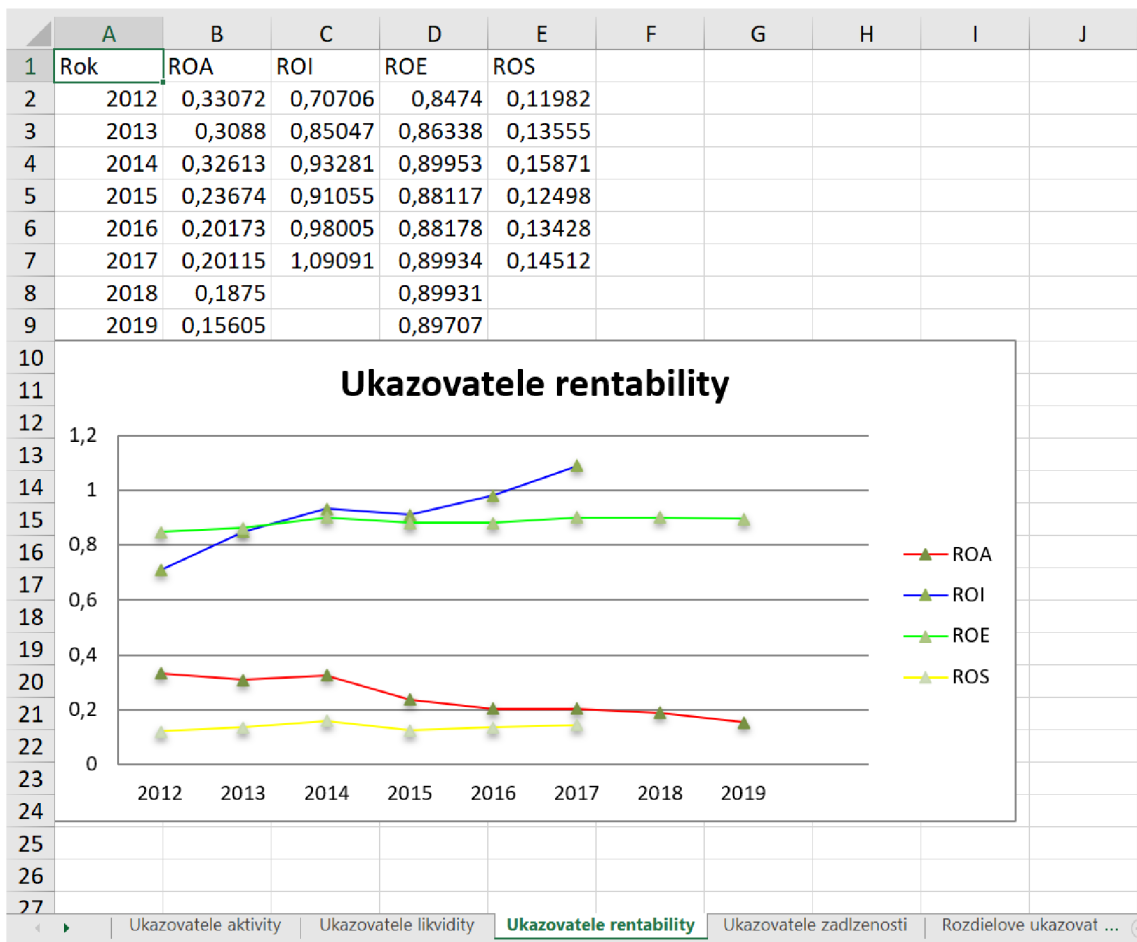 A B C D E F G H I J
1 Rok ROA ROI ROE ROS
2 2012 0,33072 0,70706 0,8474 0,11982
3 2013 0,3088 0,85047 0,86338 0,13555
4 2014 0,32613 0,93281 0,89953 0,15871
5 2015 0,23674 0,91055 0,88117 0,12498
6 2016 0,20173 0,98005 0,88178 0,13428
7 2017 0,20115 1,09091 0,89934 0,14512
8 2018 0,1875 0,89931
9 2019 0,15605 0,89707
10
11
12
13
14
15
16
17
18
19
20
21
22
23
24
25
26
27
Ukazovatele rentability
1,2
1
0,8
0,6
0,4
0,2
0
2012 2013 2014 2015 2016 2017 2018 2019
ROA
ROI
ROE
ROS
Ukazovatele aktivity Ukazovatele likvidity Ukazovatele rentability Ukazovatele zadlzenosti Rozdielove ukazovat ...